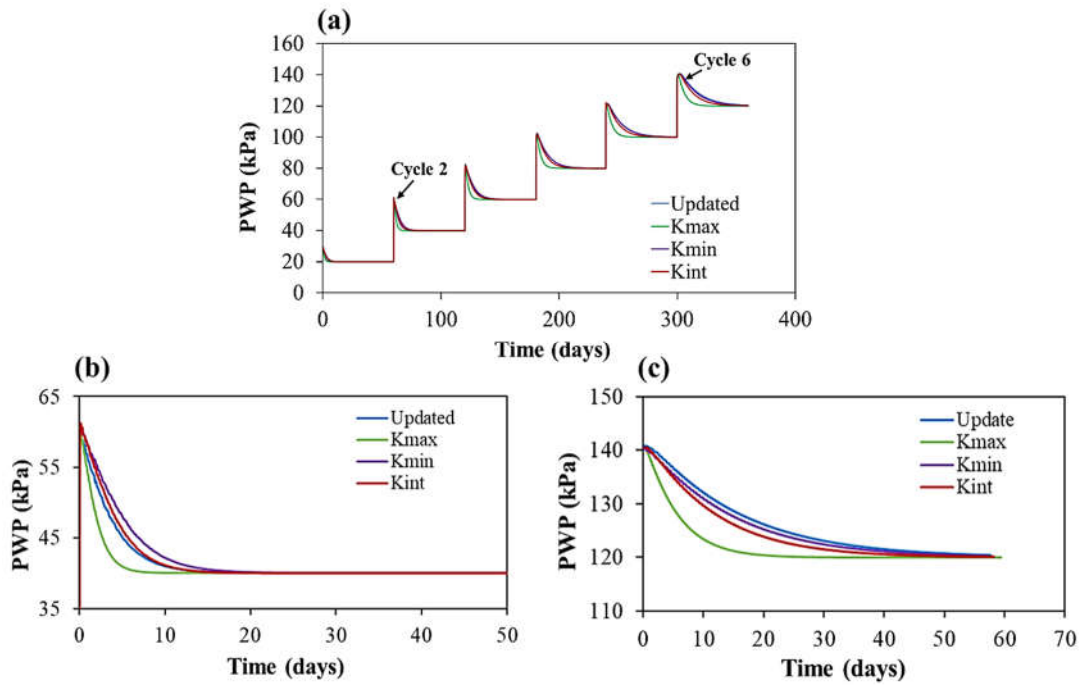 (a)
PWP (kPa)
160
140
120
100
80
60
40
20
0
Cycle 2
Cycle 6
Updated
Kmax
Kmin
Kint
0 100 200 300 400
Time (days)
(b)
PWP (kPa)
65
55
45
35
Updated
Kmax
Kmin
Kint
0 10 20 30 40 50
Time (days)
(c)
PWP (kPa)
150
140
130
120
110
Update
Kmax
Kmin
Kint
0 10 20 30 40 50 60 70
Time (days)